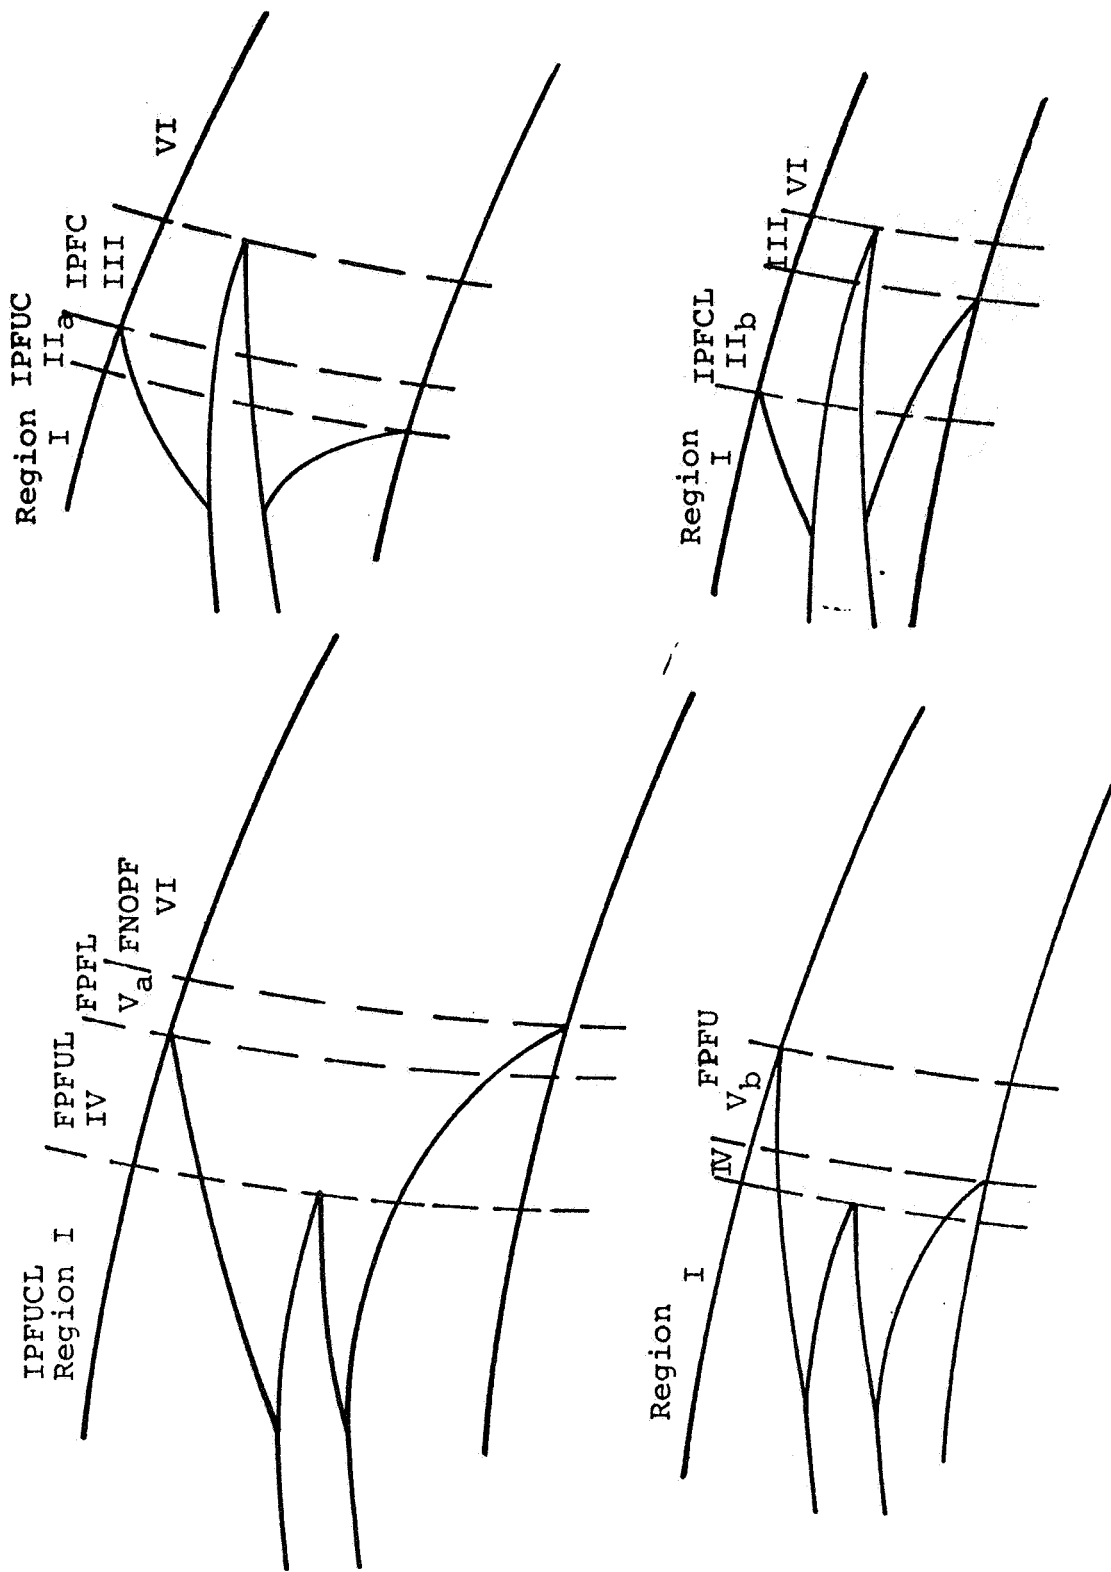 IPFUCL
Region I
/ FPFUL
IV
/ FPFL
Va / FNOPF
VI
Region IPFUC
I IIa
IPFC
III
VI
Region I
IV /
FPFU
Vb
Region IPFCL
I IIb
III
VI